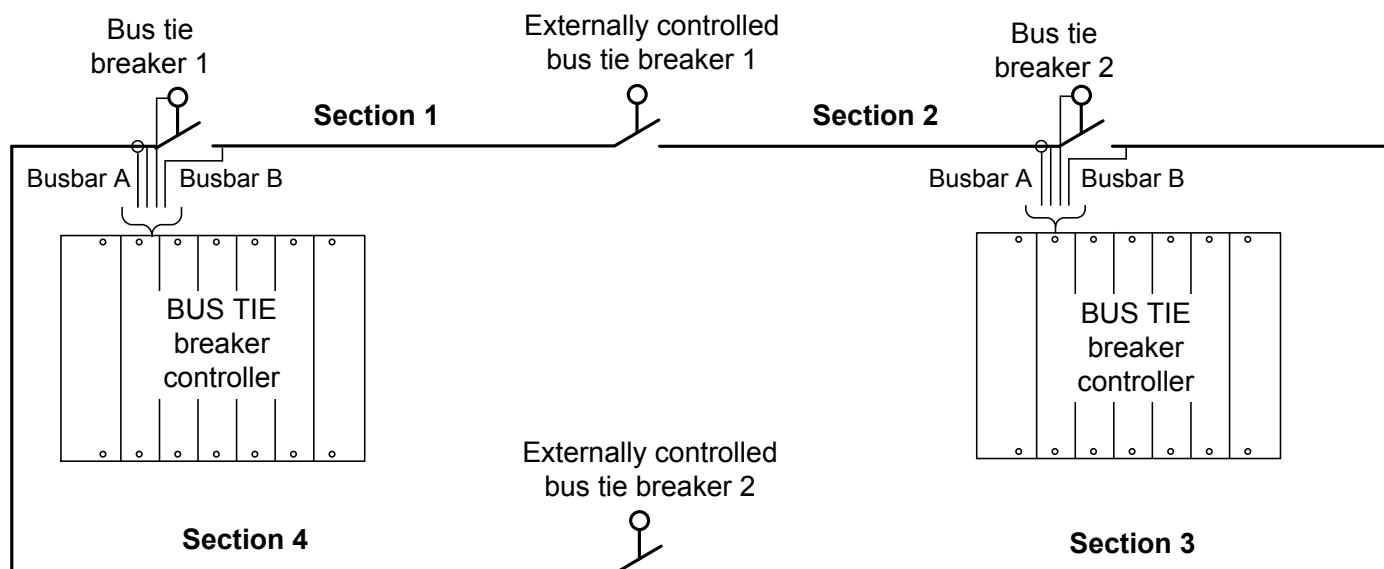 Bus tie
breaker 1
Externally controlled
bus tie breaker 1
Bus tie
breaker 2
Section 1
Section 2
Busbar A
Busbar B
Busbar A
Busbar B
BUS TIE
breaker
controller
BUS TIE
breaker
controller
Externally controlled
bus tie breaker 2
Section 4
Section 3